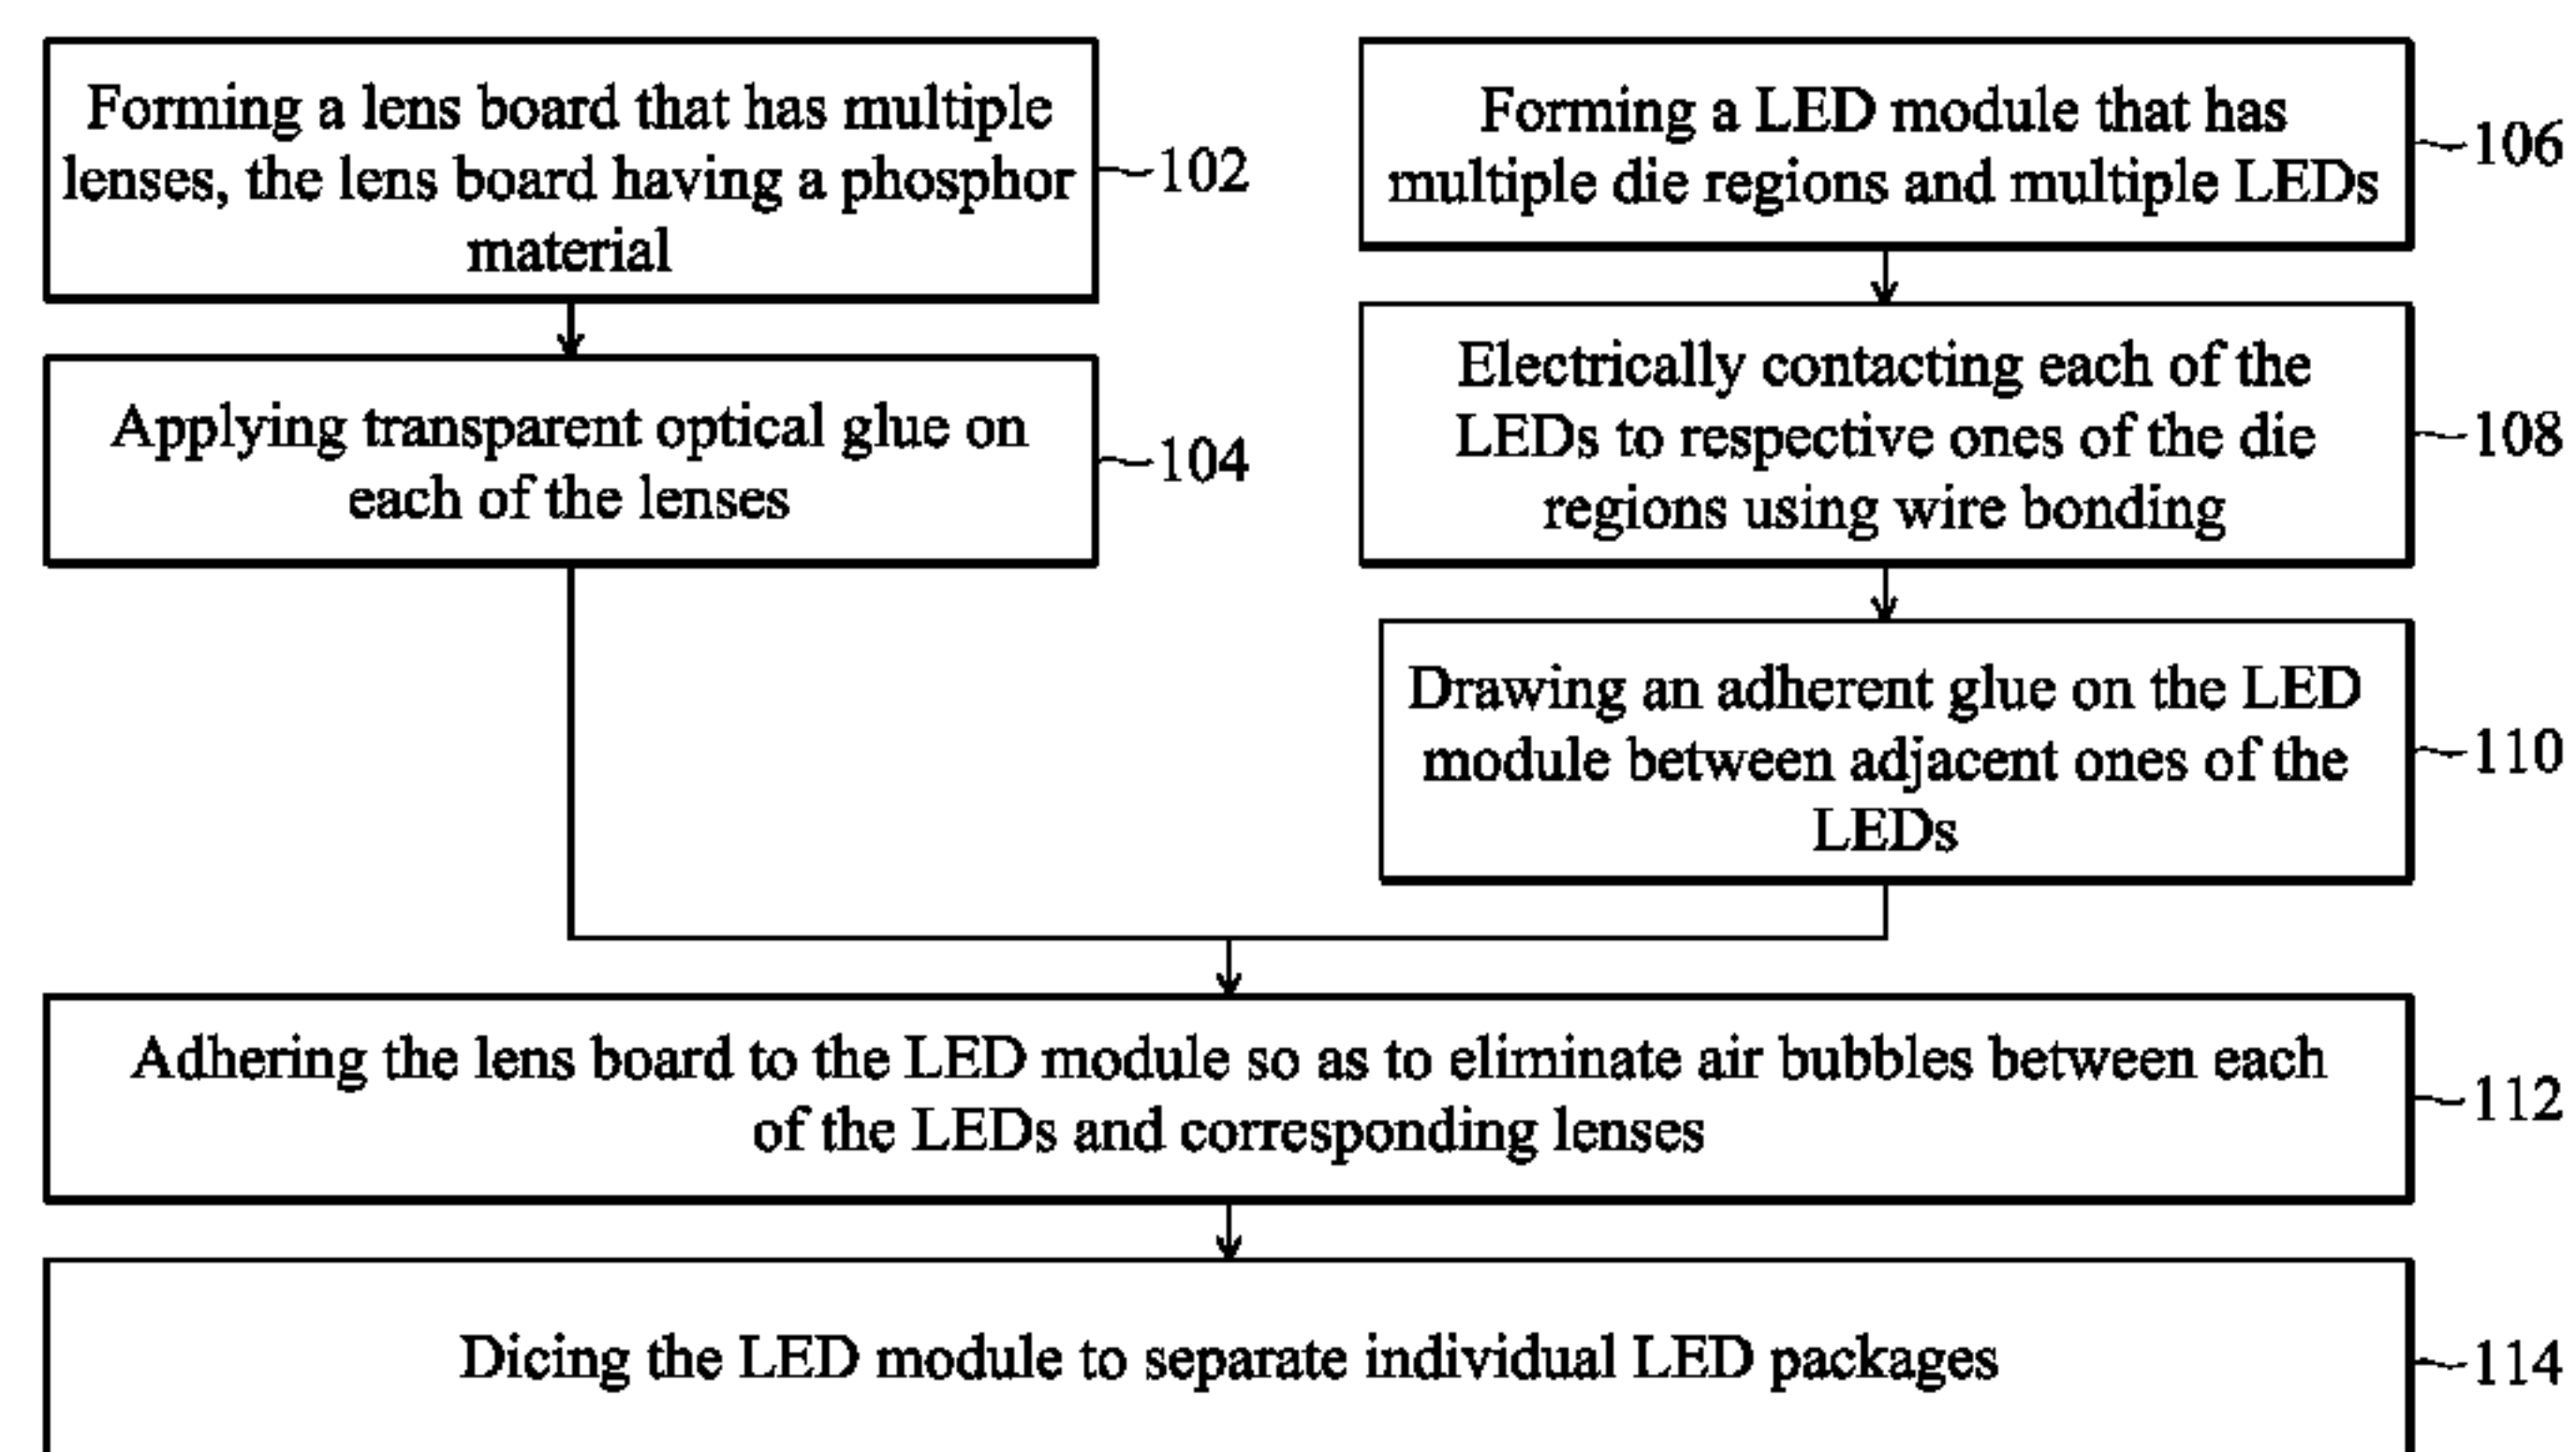 Forming a lens board that has multiple
lenses, the lens board having a phosphor
material
102
Applying transparent optical glue on
each of the lenses
104
Forming a LED module that has
multiple die regions and multiple LEDs
106
Electrically contacting each of the
LEDs to respective ones of the die
regions using wire bonding
108
Drawing an adherent glue on the LED
module between adjacent ones of the
LEDs
110
Adhering the lens board to the LED module so as to eliminate air bubbles between each
of the LEDs and corresponding lenses
112
Dicing the LED module to separate individual LED packages
114